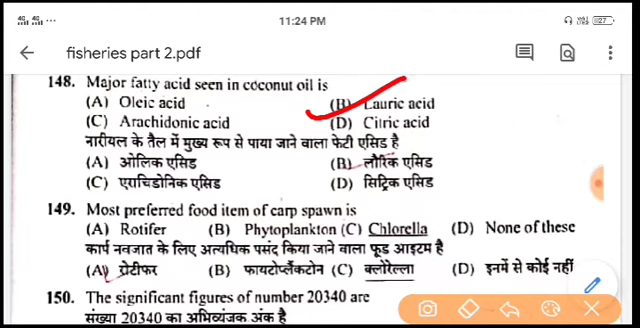 4G 4G ... 11:24 PM 27
fisheries part 2.pdf
148. Major fatty acid seen in coconut oil is
(A) Oleic acid (B) Lauric acid
(C) Arachidonic acid (D) Citric acid
नारीयल के तैल में मुख्य रूप से पाया जाने वाला फेटी एसिड है
(A) ओलिक एसिड (B) लौरिक एसिड
(C) एराचिडोनिक एसिड (D) सिट्रिक एसिड
149. Most preferred food item of carp spawn is
(A) Rotifer (B) Phytoplankton (C) Chlorella (D) None of these
कार्प नवजात के लिए अत्यधिक पसंद किया जाने वाला फूड आइटम है
(A) रोटीफर (B) फायटोप्लैंकटोन (C) क्लोरेल्ला (D) इनमें से कोई नहीं
150. The significant figures of number 20340 are
संख्या 20340 का अभिव्यंजक अंक है